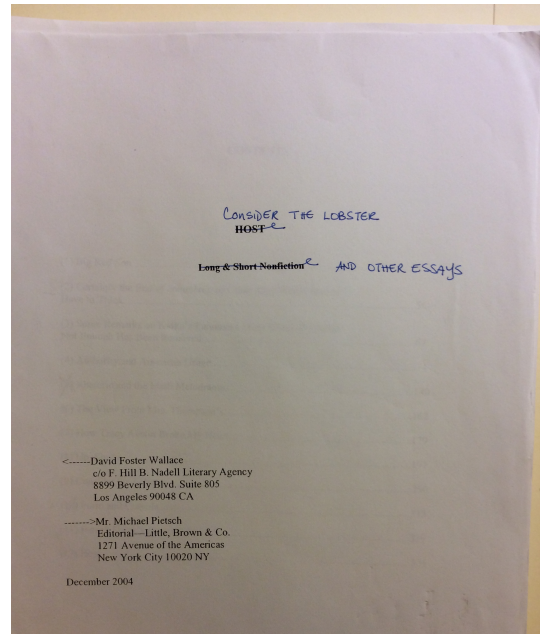 CONSIDER THE LOBSTER
HOST
Long & Short Nonfiction AND OTHER ESSAYS
<------David Foster Wallace
c/o F. Hill B. Nadell Literary Agency
8899 Beverly Blvd. Suite 805
Los Angeles 90048 CA
------->Mr. Michael Pietsch
Editorial—Little, Brown & Co.
1271 Avenue of the Americas
New York City 10020 NY
December 2004